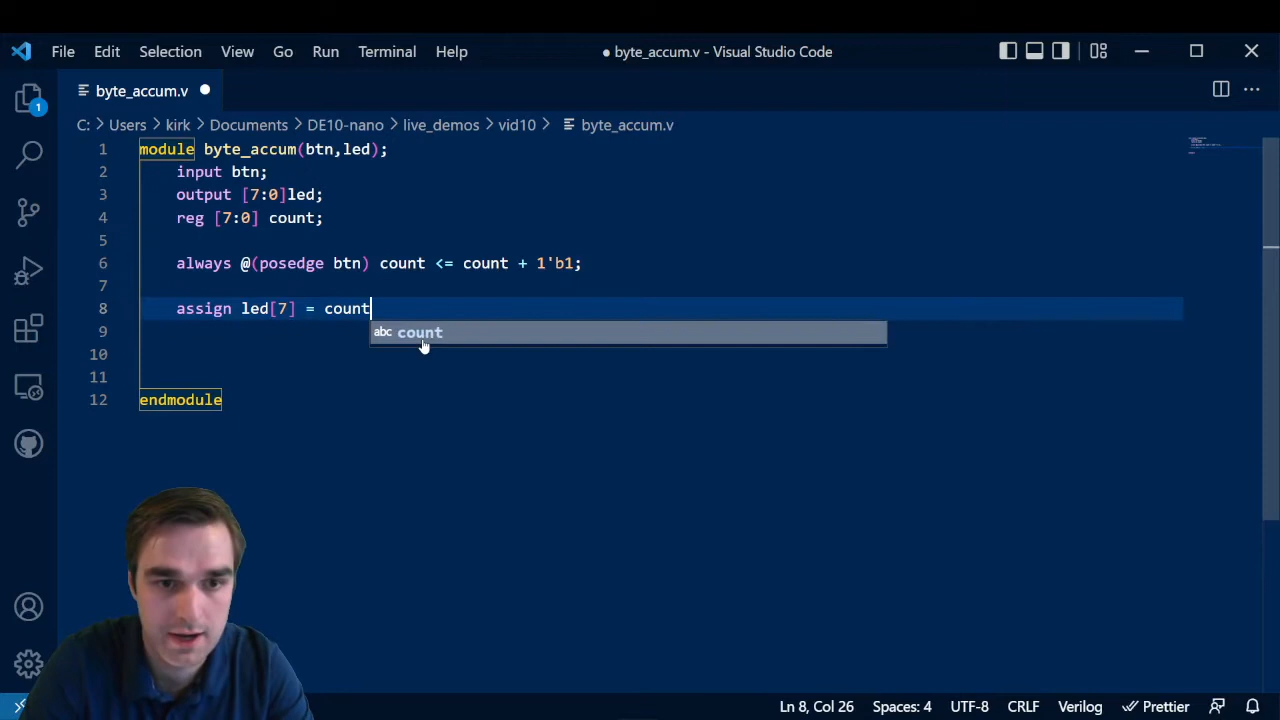 File Edit Selection View Go Run Terminal Help ● byte_accum.v - Visual Studio Code
byte_accum.v
C: > Users > kirk > Documents > DE10-nano > live_demos > vid10 > byte_accum.v
1 module byte_accum(btn,led);
2 input btn;
3 output [7:0]led;
4 reg [7:0] count;
5
6 always @(posedge btn) count <= count + 1'b1;
7
8 assign led[7] = count
abc count
9
10
11
12 endmodule
1
Ln 8, Col 26 Spaces: 4 UTF-8 CRLF Verilog Prettier